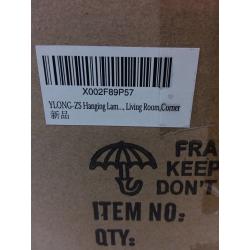 X002F89P57
YLONG-ZS Hanging Lam..., Living Room,Corner
新品
FRA
KEEP
DON'T
ITEM NO:
QTY: